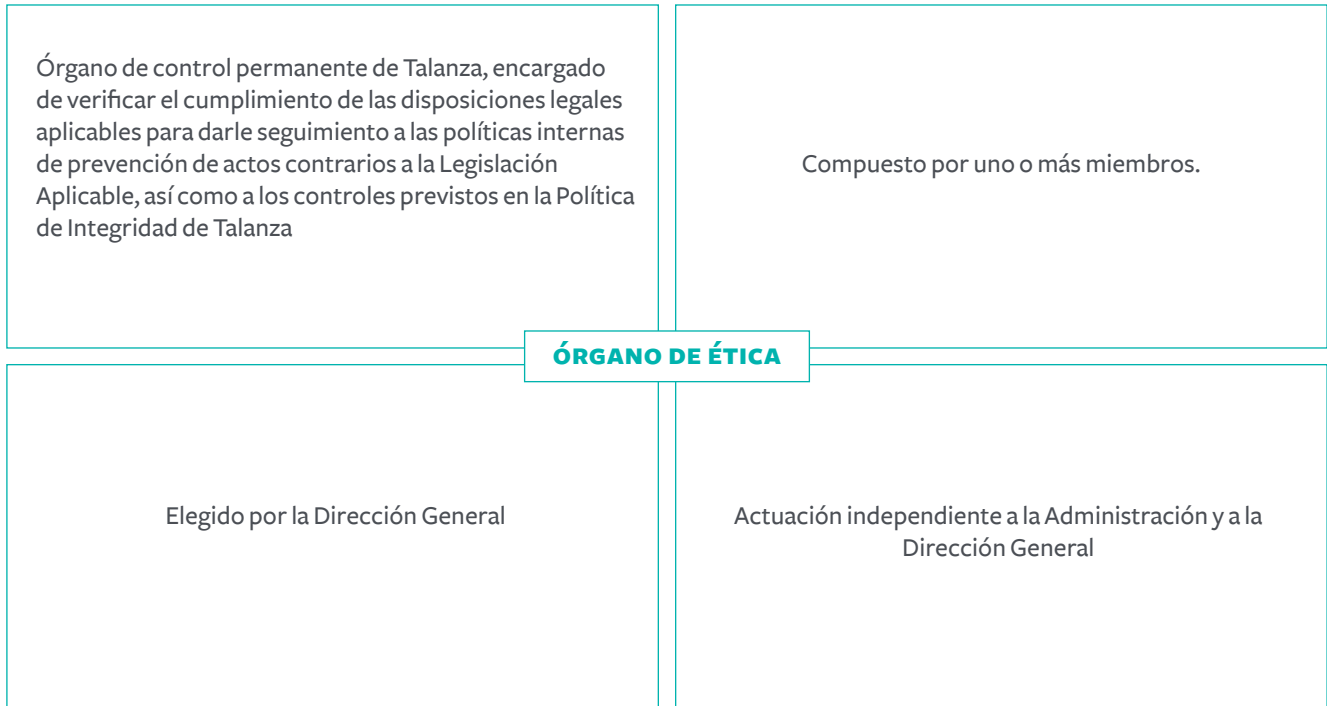 Órgano de control permanente de Talanza, encargado
de verificar el cumplimiento de las disposiciones legales
aplicables para darle seguimiento a las políticas internas
de prevención de actos contrarios a la Legislación
Aplicable, así como a los controles previstos en la Política
de Integridad de Talanza
Compuesto por uno o más miembros.
ÓRGANO DE ÉTICA
Elegido por la Dirección General
Actuación independiente a la Administración y a la
Dirección General